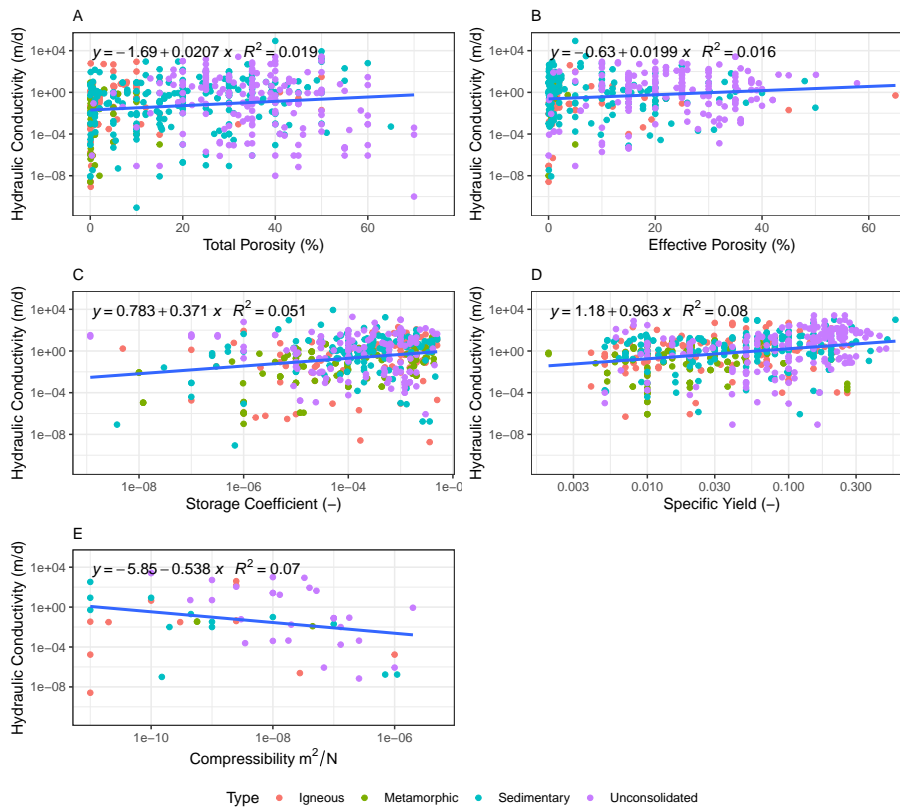 A
Hydraulic Conductivity (m/d)
1e+04
1e+00
1e−04
1e−08
y = −1.69 + 0.0207 x R² = 0.019
0 20 40 60
Total Porosity (%)
B
Hydraulic Conductivity (m/d)
1e+04
1e+00
1e−04
1e−08
y = −0.63 + 0.0199 x R² = 0.016
0 20 40 60
Effective Porosity (%)
C
Hydraulic Conductivity (m/d)
1e+04
1e+00
1e−04
1e−08
y = 0.783 + 0.371 x R² = 0.051
1e−08 1e−06 1e−04 1e−0
Storage Coefficient (−)
D
Hydraulic Conductivity (m/d)
1e+04
1e+00
1e−04
1e−08
y = 1.18 + 0.963 x R² = 0.08
0.003 0.010 0.030 0.100 0.300
Specific Yield (−)
E
Hydraulic Conductivity (m/d)
1e+04
1e+00
1e−04
1e−08
y = −5.85 − 0.538 x R² = 0.07
1e−10 1e−08 1e−06
Compressibility m²/N
Type Igneous Metamorphic Sedimentary Unconsolidated